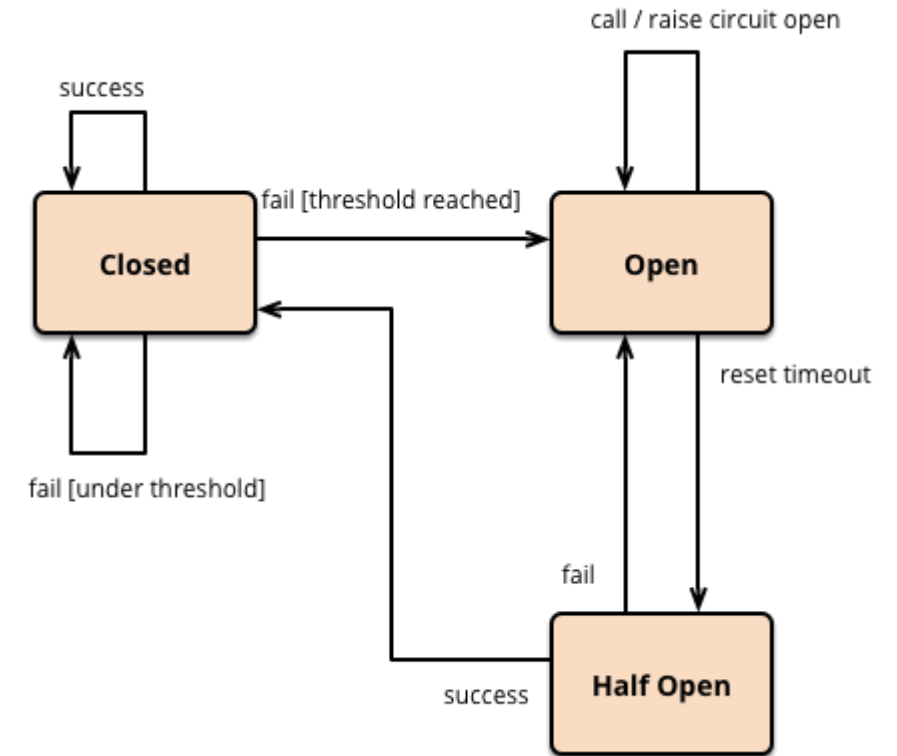 call / raise circuit open
success
fail [threshold reached]
Closed
Open
reset timeout
fail [under threshold]
fail
Half Open
success